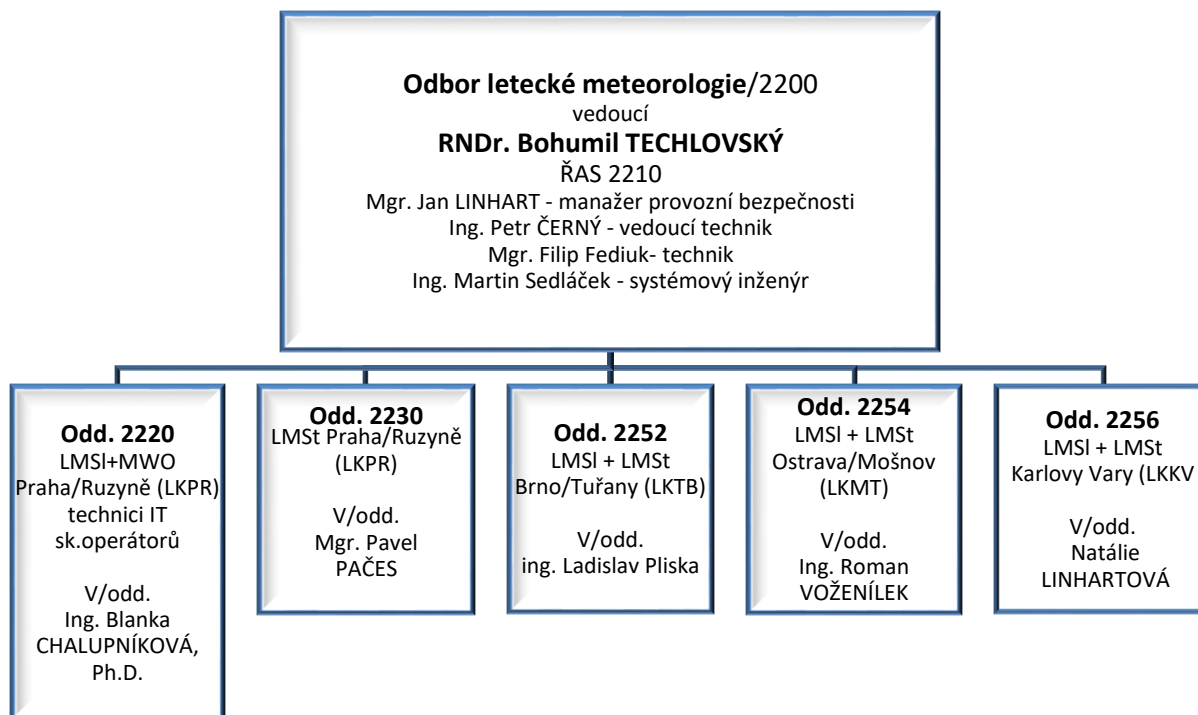 Odbor letecké meteorologie/2200
vedoucí
RNDr. Bohumil TECHLOVSKÝ
ŘAS 2210
Mgr. Jan LINHART - manažer provozní bezpečnosti
Ing. Petr ČERNÝ - vedoucí technik
Mgr. Filip Fediuk- technik
Ing. Martin Sedláček - systémový inženýr
Odd. 2220
LMSl+MWO
Praha/Ruzyně (LKPR)
technici IT
sk.operátorů
V/odd.
Ing. Blanka
CHALUPNÍKOVÁ,
Ph.D.
Odd. 2230
LMSt Praha/Ruzyně
(LKPR)
V/odd.
Mgr. Pavel
PAČES
Odd. 2252
LMSl + LMSt
Brno/Tuřany (LKTB)
V/odd.
ing. Ladislav Pliska
Odd. 2254
LMSl + LMSt
Ostrava/Mošnov
(LKMT)
V/odd.
Ing. Roman
VOŽENÍLEK
Odd. 2256
LMSl + LMSt
Karlovy Vary (LKKV
V/odd.
Natálie
LINHARTOVÁ